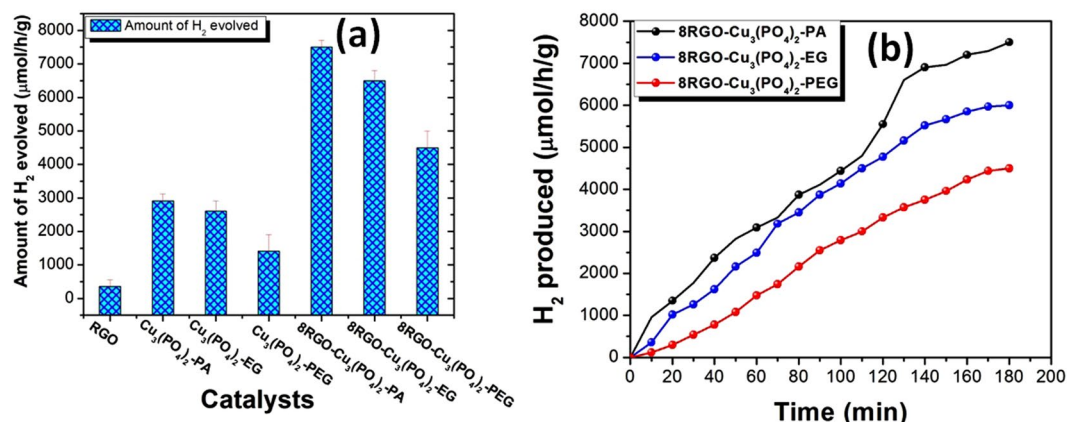 Amount of H₂ evolved
(a)
Amount of H₂ evolved (μmol/h/g)
8000
7000
6000
5000
4000
3000
2000
1000
0
RGO
Cu₃(PO₄)₂-PA
Cu₃(PO₄)₂-EG
Cu₃(PO₄)₂-PEG
8RGO-Cu₃(PO₄)₂-PA
8RGO-Cu₃(PO₄)₂-EG
8RGO-Cu₃(PO₄)₂-PEG
Catalysts
8RGO-Cu₃(PO₄)₂-PA
8RGO-Cu₃(PO₄)₂-EG
8RGO-Cu₃(PO₄)₂-PEG
(b)
H₂ produced (μmol/h/g)
8000
7000
6000
5000
4000
3000
2000
1000
0
0 20 40 60 80 100 120 140 160 180 200
Time (min)